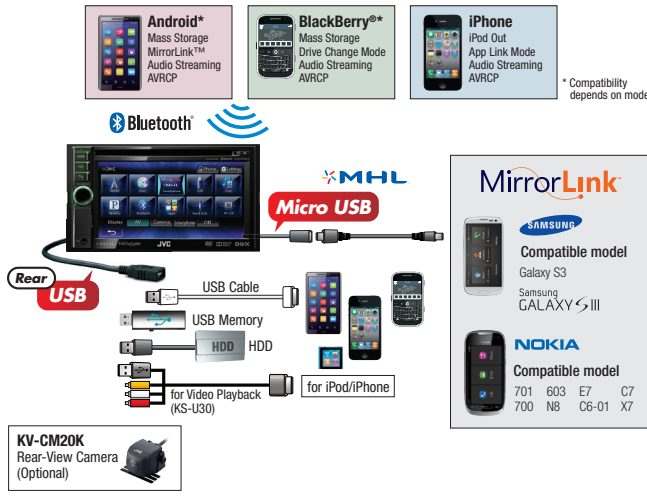 Android*
Mass Storage
MirrorLink™
Audio Streaming
AVRCP
BlackBerry®*
Mass Storage
Drive Change Mode
Audio Streaming
AVRCP
iPhone
iPod Out
App Link Mode
Audio Streaming
AVRCP
* Compatibility
depends on mode
Bluetooth®
HOME
MHL
Micro USB
JVC
Rear
USB
USB Cable
USB Memory
HDD HDD
for Video Playback
(KS-U30)
for iPod/iPhone
KV-CM20K
Rear-View Camera
(Optional)
MirrorLink™
SAMSUNG
Compatible model
Galaxy S3
Samsung
GALAXY SIII
NOKIA
Compatible model
701 603 E7 C7
700 N8 C6-01 X7